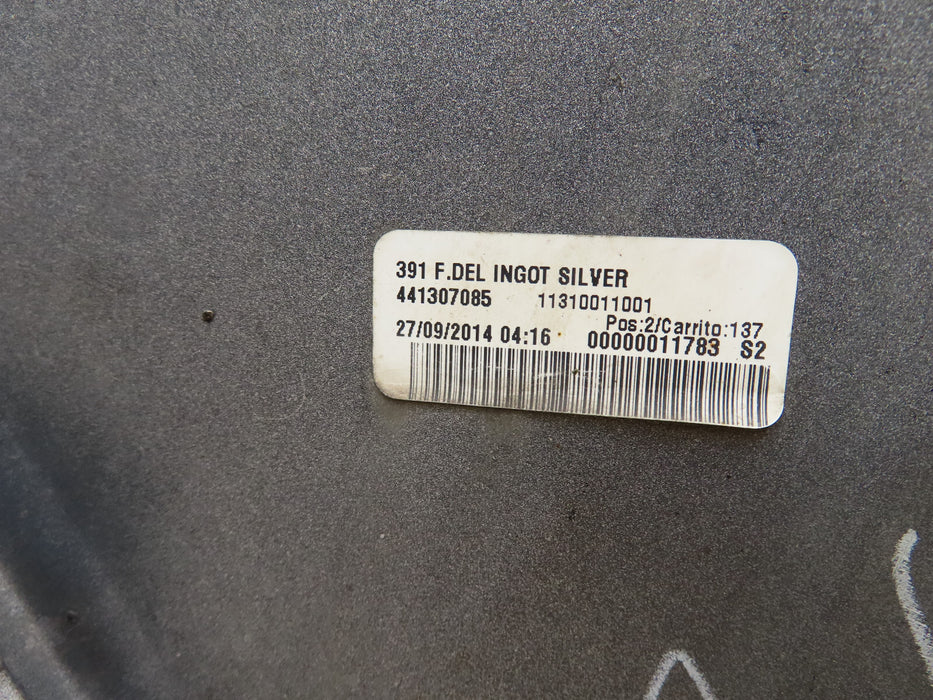 391 F.DEL INGOT SILVER
441307085 11310011001
Pos:2/Carrito:137
27/09/2014 04:16 00000011783 S2